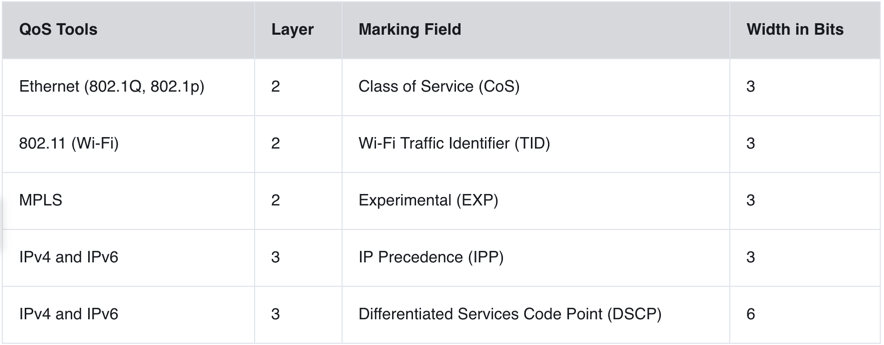 QoS Tools Layer Marking Field Width in Bits
Ethernet (802.1Q, 802.1p) 2 Class of Service (CoS) 3
802.11 (Wi-Fi) 2 Wi-Fi Traffic Identifier (TID) 3
MPLS 2 Experimental (EXP) 3
IPv4 and IPv6 3 IP Precedence (IPP) 3
IPv4 and IPv6 3 Differentiated Services Code Point (DSCP) 6